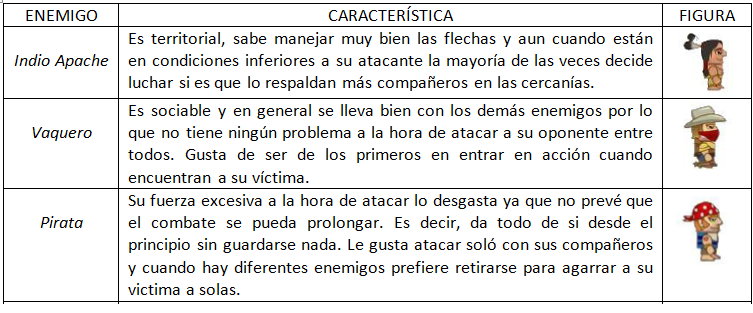 ENEMIGO CARACTERÍSTICA FIGURA
Indio Apache
Es territorial, sabe manejar muy bien las flechas y aun cuando están
en condiciones inferiores a su atacante la mayoría de las veces decide
luchar si es que lo respaldan más compañeros en las cercanías.
Vaquero
Es sociable y en general se lleva bien con los demás enemigos por lo
que no tiene ningún problema a la hora de atacar a su oponente entre
todos. Gusta de ser de los primeros en entrar en acción cuando
encuentran a su víctima.
Pirata
Su fuerza excesiva a la hora de atacar lo desgasta ya que no prevé que
el combate se pueda prolongar. Es decir, da todo de si desde el
principio sin guardarse nada. Le gusta atacar soló con sus compañeros
y cuando hay diferentes enemigos prefiere retirarse para agarrar a su
victima a solas.